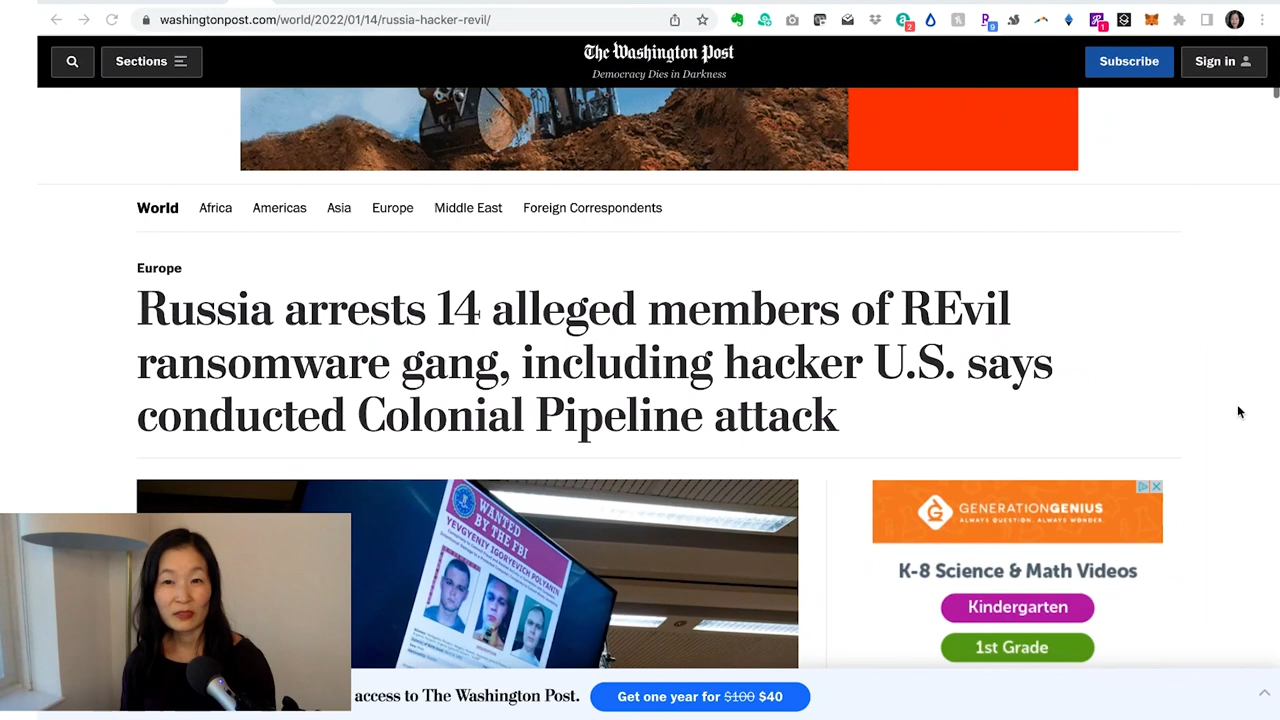 washingtonpost.com/world/2022/01/14/russia-hacker-revil/
2
9
1
Sections
The Washington Post
Democracy Dies in Darkness
Subscribe
Sign in
World Africa Americas Asia Europe Middle East Foreign Correspondents
Europe
Russia arrests 14 alleged members of REvil
ransomware gang, including hacker U.S. says
conducted Colonial Pipeline attack
WANTED
BY THE FBI
YEVGENIY IGORYEVICH POLYANIN
GENERATIONGENIUS
ALWAYS QUESTION. ALWAYS WONDER.
K-8 Science & Math Videos
Kindergarten
1st Grade
access to The Washington Post.
Get one year for $100 $40